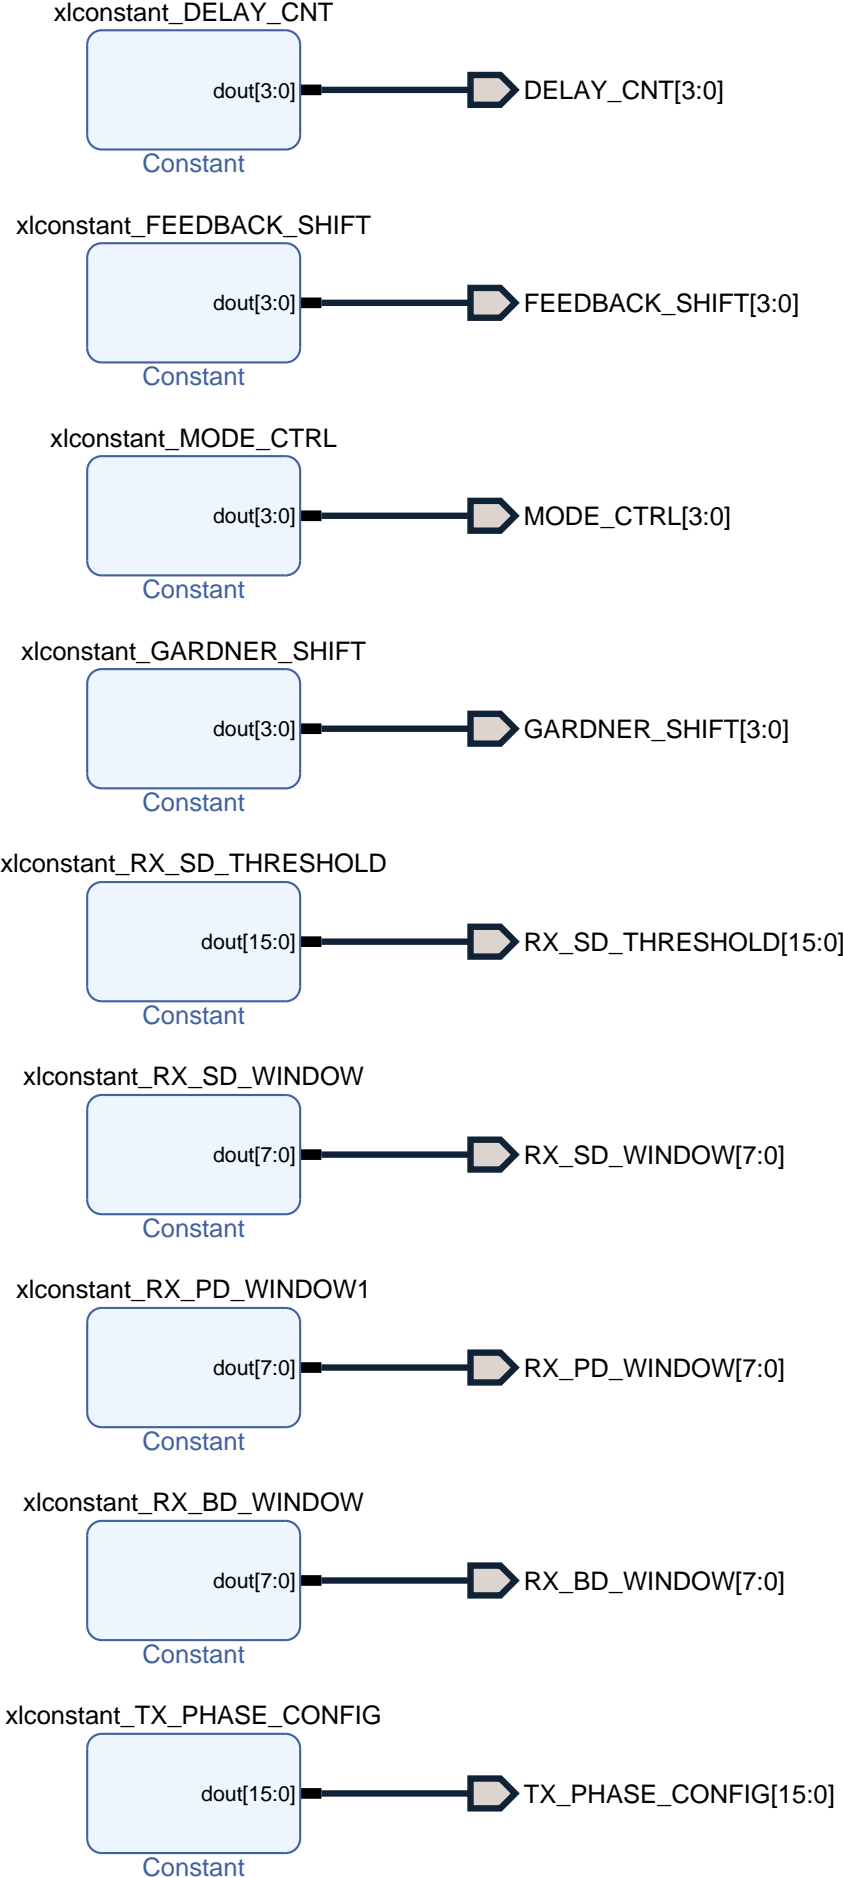 xlconstant_DELAY_CNT
dout[3:0]
DELAY_CNT[3:0]
Constant
xlconstant_FEEDBACK_SHIFT
dout[3:0]
FEEDBACK_SHIFT[3:0]
Constant
xlconstant_MODE_CTRL
dout[3:0]
MODE_CTRL[3:0]
Constant
xlconstant_GARDNER_SHIFT
dout[3:0]
GARDNER_SHIFT[3:0]
Constant
xlconstant_RX_SD_THRESHOLD
dout[15:0]
RX_SD_THRESHOLD[15:0]
Constant
xlconstant_RX_SD_WINDOW
dout[7:0]
RX_SD_WINDOW[7:0]
Constant
xlconstant_RX_PD_WINDOW1
dout[7:0]
RX_PD_WINDOW[7:0]
Constant
xlconstant_RX_BD_WINDOW
dout[7:0]
RX_BD_WINDOW[7:0]
Constant
xlconstant_TX_PHASE_CONFIG
dout[15:0]
TX_PHASE_CONFIG[15:0]
Constant